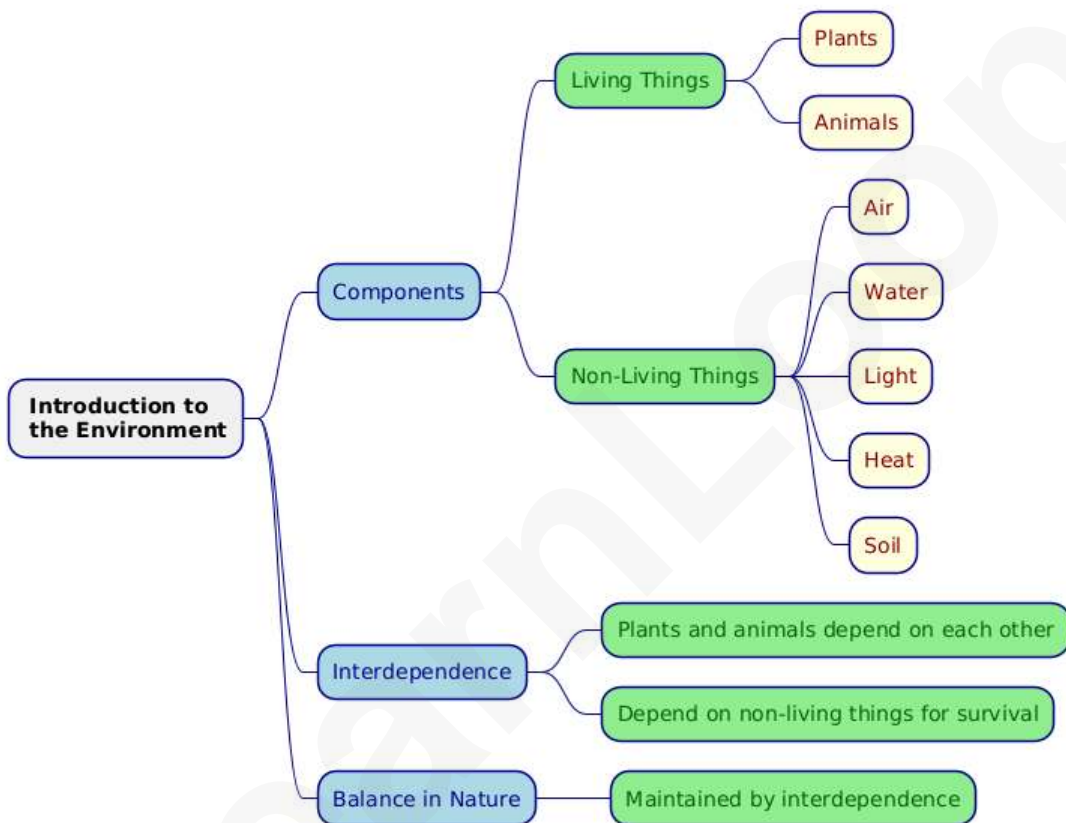 Introduction to
the Environment
Components
Living Things
Plants
Animals
Non-Living Things
Air
Water
Light
Heat
Soil
Interdependence
Plants and animals depend on each other
Depend on non-living things for survival
Balance in Nature
Maintained by interdependence
arnLoop